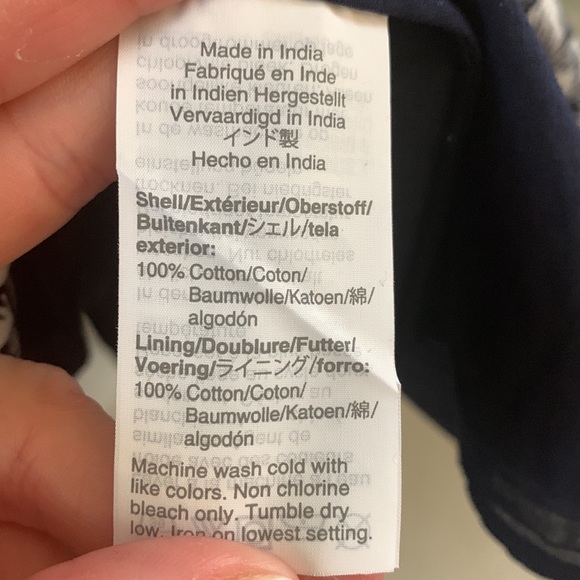 Made in India
Fabriqué en Inde
in Indien Hergestellt
Vervaardigd in India
インド製
Hecho en India
Shell/Extérieur/Oberstoff/
Buitenkant/シェル/tela
exterior:
100% Cotton/Coton/
Baumwolle/Katoen/綿/
algodón
Lining/Doublure/Futter/
Voering/ライニング/forro:
100% Cotton/Coton/
Baumwolle/Katoen/綿/
algodón
Machine wash cold with
like colors. Non chlorine
bleach only. Tumble dry
low. Iron on lowest setting.